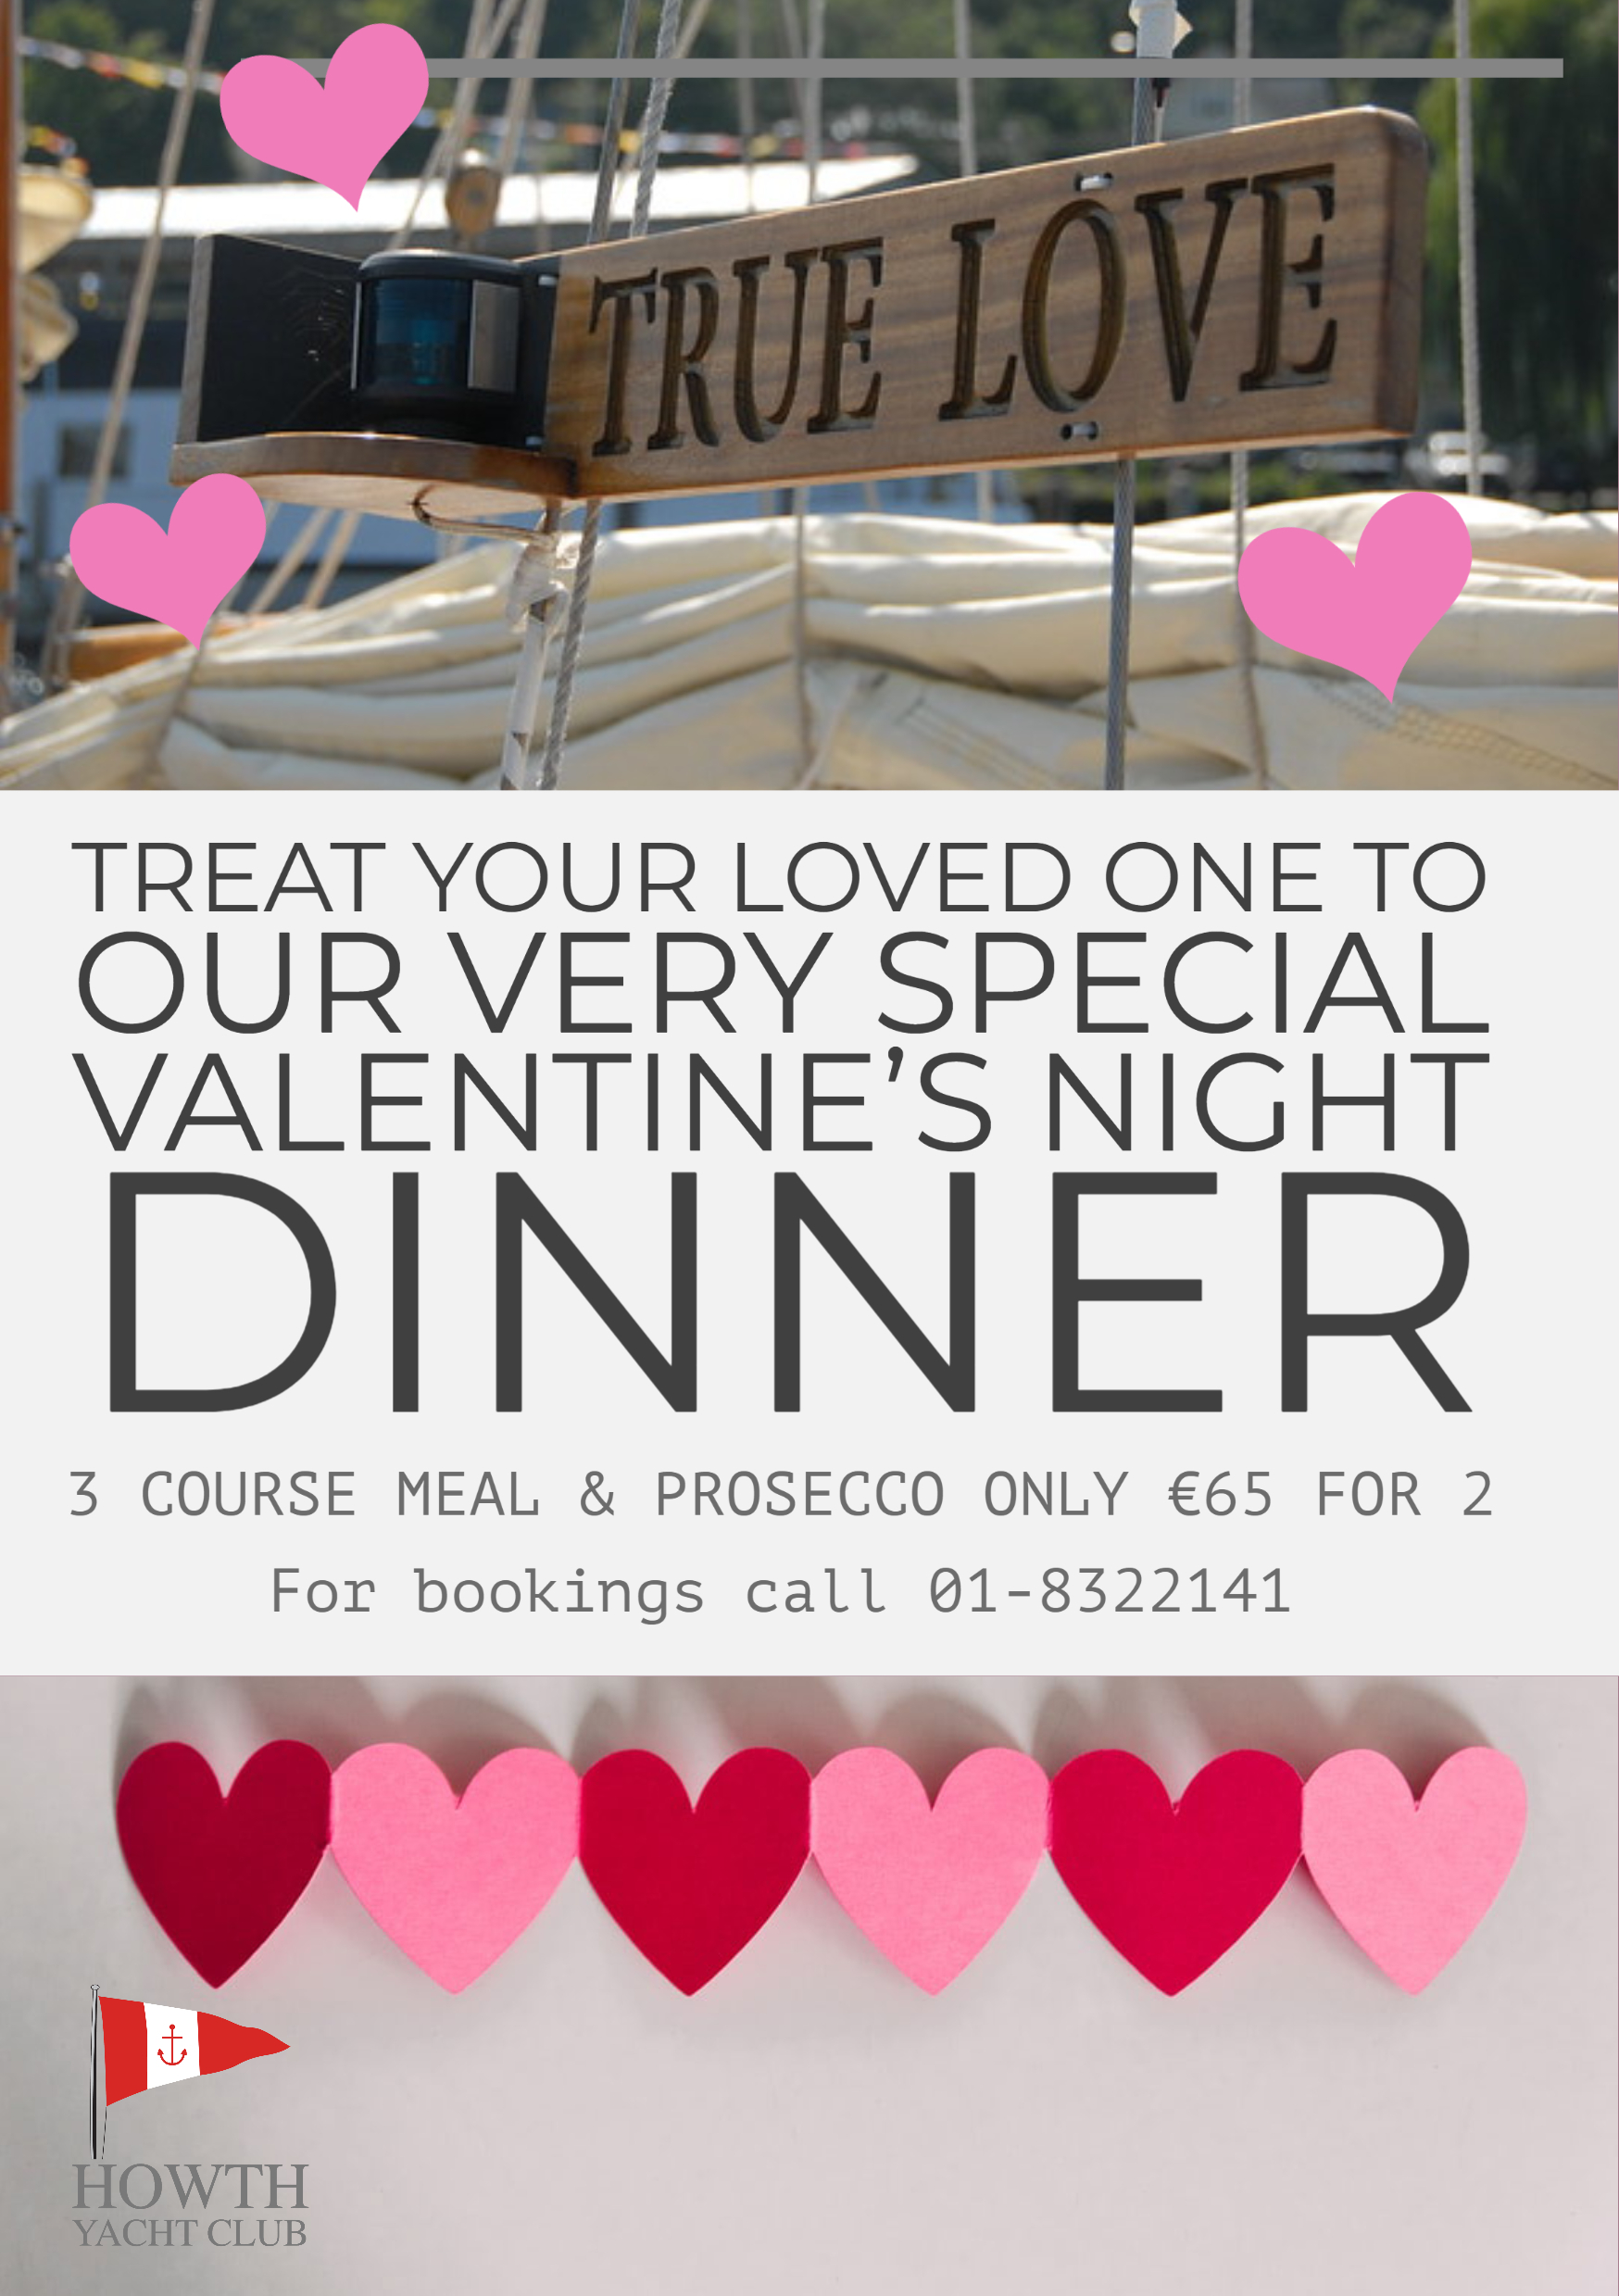 TRUE LOVE
TREAT YOUR LOVED ONE TO
OUR VERY SPECIAL
VALENTINE'S NIGHT
DINNER
3 COURSE MEAL & PROSECCO ONLY €65 FOR 2
For bookings call 01-8322141
HOWTH
YACHT CLUB